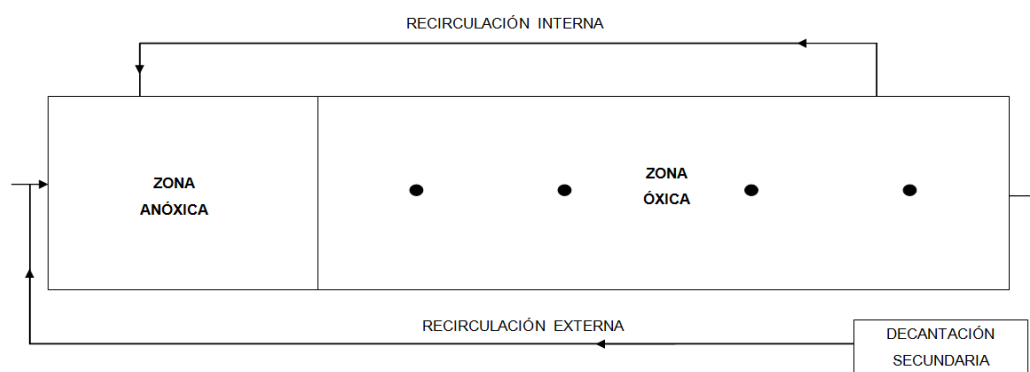 RECIRCULACIÓN INTERNA
ZONA
ANÓXICA
ZONA
ÓXICA
RECIRCULACIÓN EXTERNA
DECANTACIÓN
SECUNDARIA